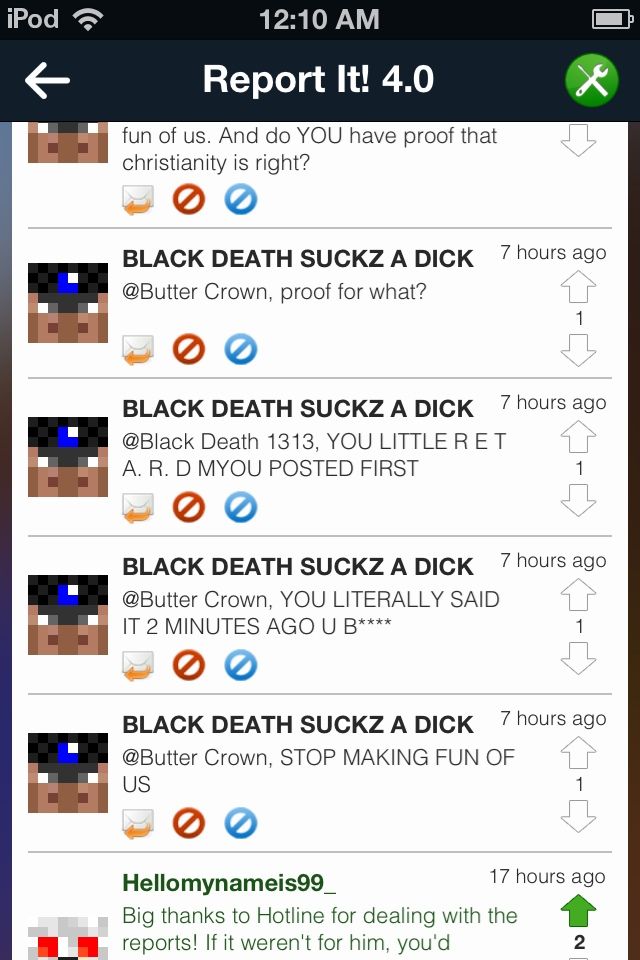 iPod 12:10 AM
Report It! 4.0
fun of us. And do YOU have proof that
christianity is right?
BLACK DEATH SUCKZ A DICK 7 hours ago
@Butter Crown, proof for what?
1
BLACK DEATH SUCKZ A DICK 7 hours ago
@Black Death 1313, YOU LITTLE R E T
A. R. D MYOU POSTED FIRST
1
BLACK DEATH SUCKZ A DICK 7 hours ago
@Butter Crown, YOU LITERALLY SAID
IT 2 MINUTES AGO U B****
1
BLACK DEATH SUCKZ A DICK 7 hours ago
@Butter Crown, STOP MAKING FUN OF
US
1
Hellomynameis99_ 17 hours ago
Big thanks to Hotline for dealing with the
reports! If it weren't for him, you'd
2